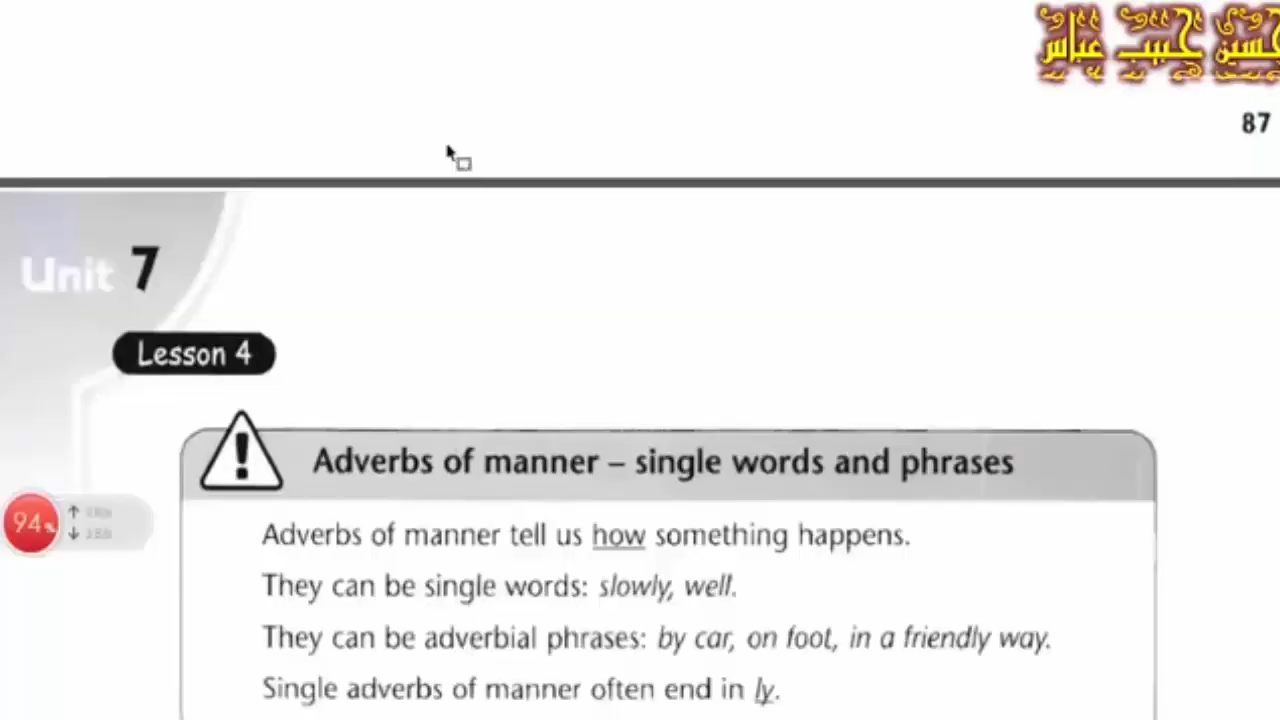 حسين حبيب عباس
87
Unit 7
Lesson 4
Adverbs of manner – single words and phrases
94%
Adverbs of manner tell us how something happens.
They can be single words: slowly, well.
They can be adverbial phrases: by car, on foot, in a friendly way.
Single adverbs of manner often end in ly.